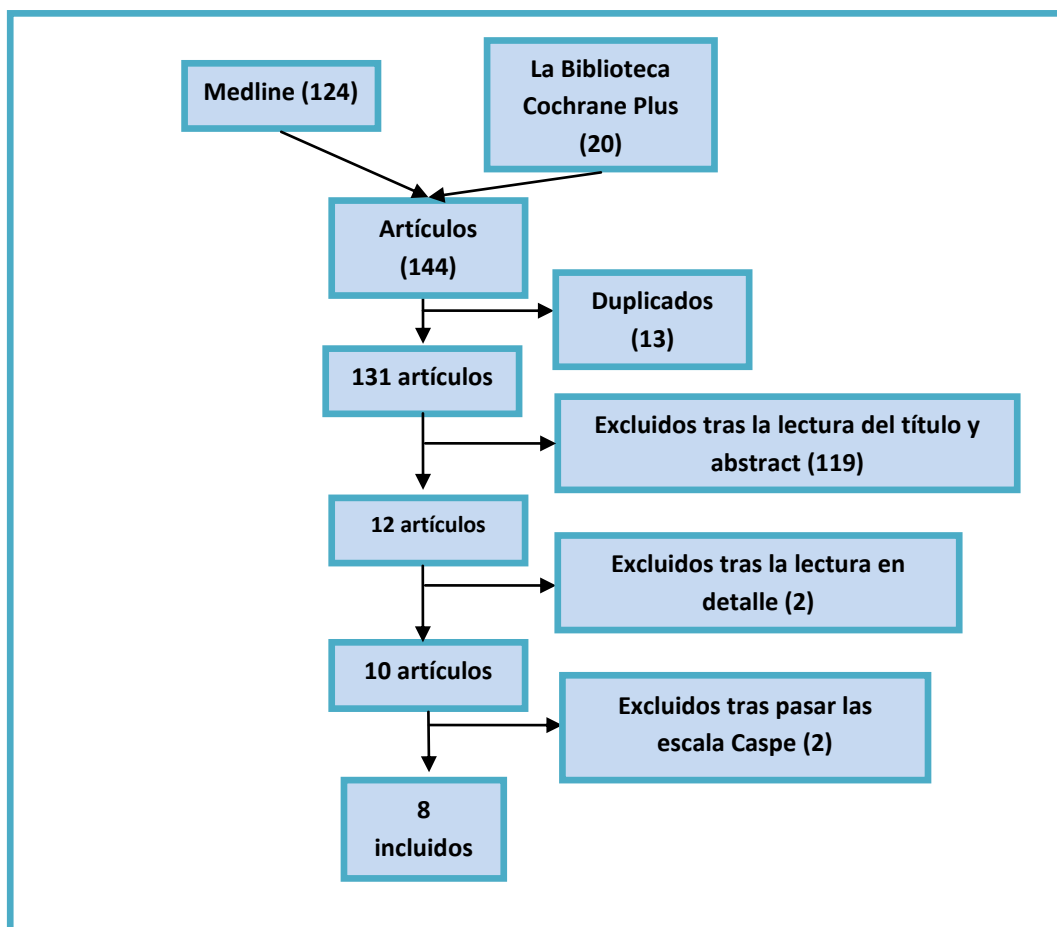 Medline (124)
La Biblioteca
Cochrane Plus
(20)
Artículos
(144)
Duplicados
(13)
131 artículos
Excluidos tras la lectura del título y
abstract (119)
12 artículos
Excluidos tras la lectura en
detalle (2)
10 artículos
Excluidos tras pasar las
escala Caspe (2)
8
incluidos